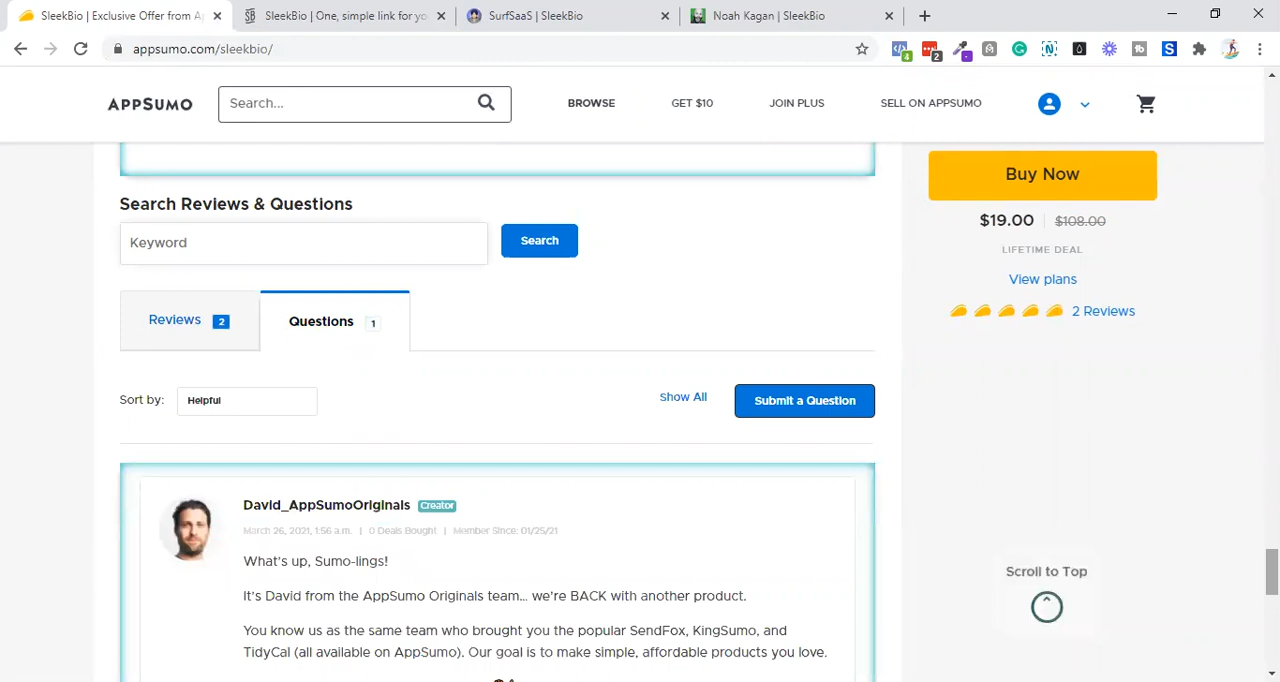 SleekBio | Exclusive Offer from A
SleekBio | One, simple link for yo
SurfSaaS | SleekBio
Noah Kagan | SleekBio
appsumo.com/sleekbio/
4
2
APPSUMO
Search...
BROWSE
GET $10
JOIN PLUS
SELL ON APPSUMO
Buy Now
$19.00
$108.00
LIFETIME DEAL
View plans
2 Reviews
Search Reviews & Questions
Keyword
Search
Reviews 2
Questions 1
Sort by:
Helpful
Show All
Submit a Question
David_AppSumoOriginals Creator
March 26, 2021, 1:56 a.m. | 0 Deals Bought | Member Since: 01/25/21
What's up, Sumo-lings!
It's David from the AppSumo Originals team... we're BACK with another product.
You know us as the same team who brought you the popular SendFox, KingSumo, and
TidyCal (all available on AppSumo). Our goal is to make simple, affordable products you love.
Scroll to Top